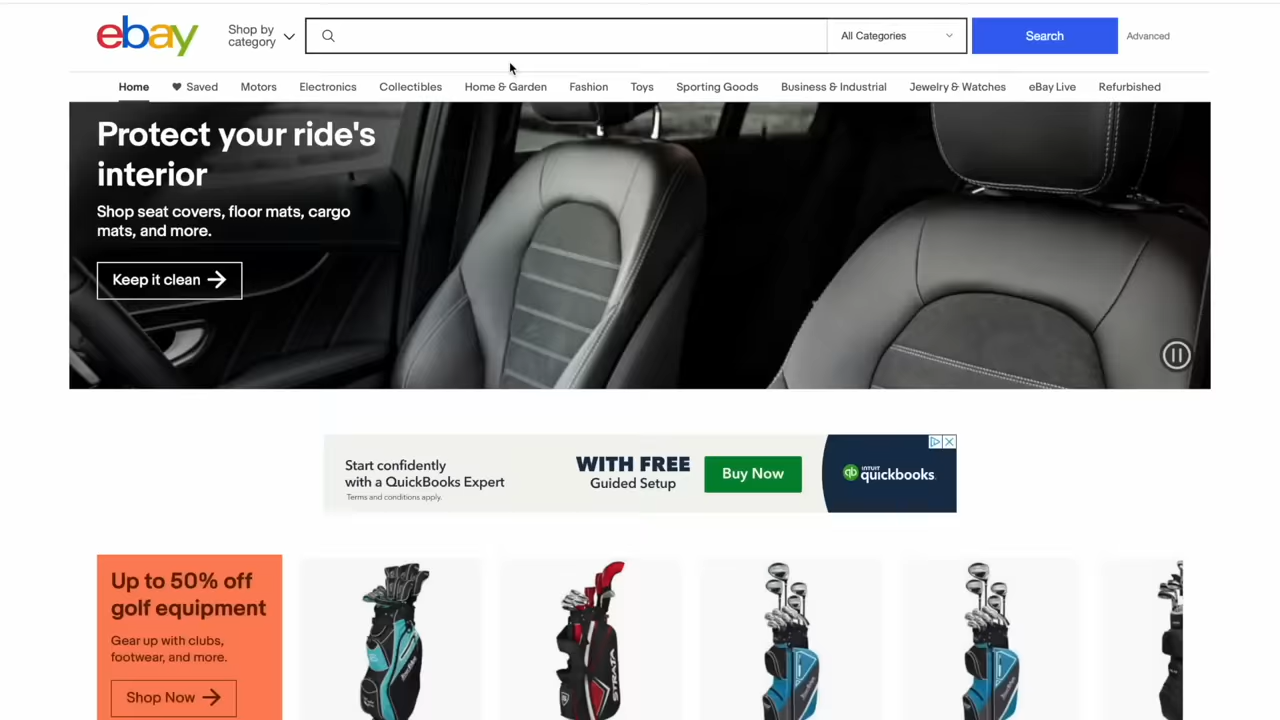 ebay
Shop by
category
All Categories
Search
Advanced
Home
Saved
Motors
Electronics
Collectibles
Home & Garden
Fashion
Toys
Sporting Goods
Business & Industrial
Jewelry & Watches
eBay Live
Refurbished
Protect your ride's
interior
Shop seat covers, floor mats, cargo
mats, and more.
Keep it clean
Start confidently
with a QuickBooks Expert
Terms and conditions apply.
WITH FREE
Guided Setup
Buy Now
qb
INTUIT
quickbooks.
Up to 50% off
golf equipment
Gear up with clubs,
footwear, and more.
Shop Now
STRATA